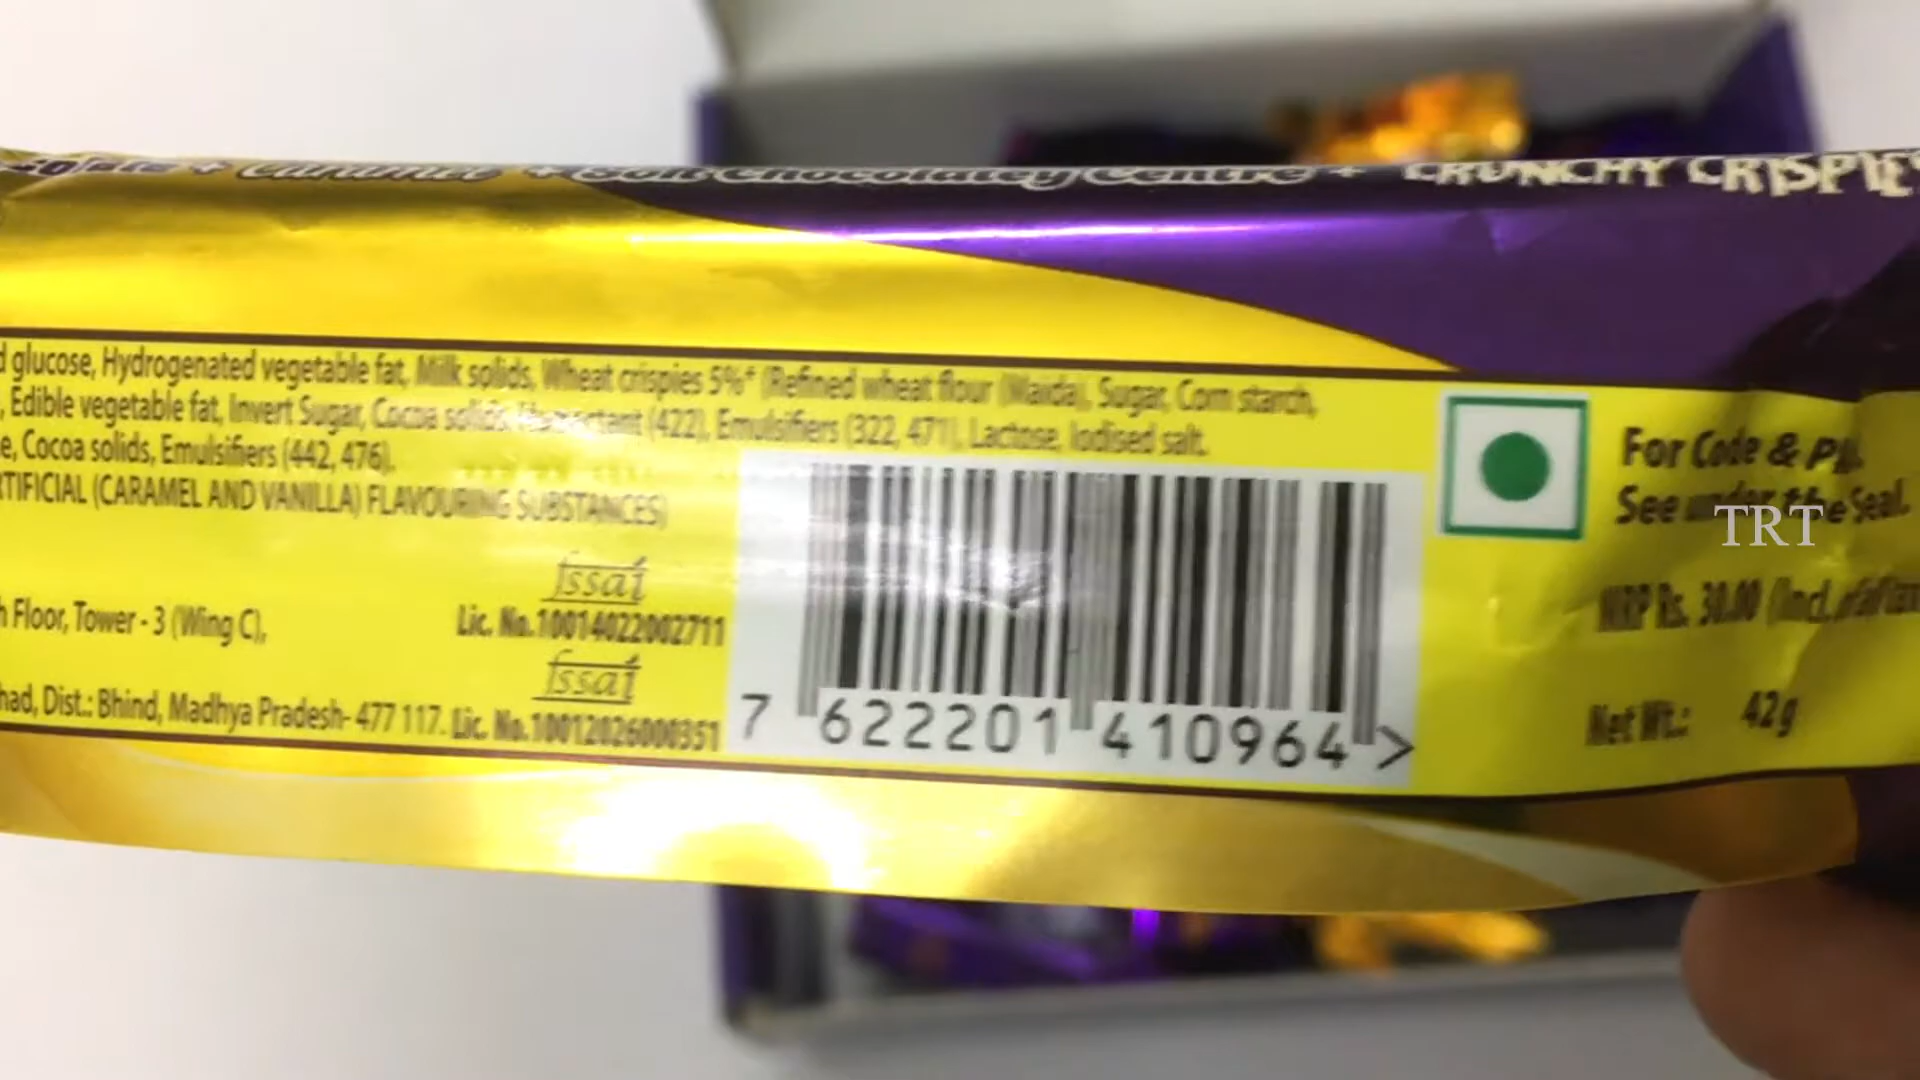 + Caramel + Soft Chocolatey Centre + CRUNCHY CRISPIES
d glucose, Hydrogenated vegetable fat, Milk solids, Wheat crispies 5%* (Refined wheat flour (Maida), Sugar, Corn starch,
, Edible vegetable fat, Invert Sugar, Cocoa solids, Humectant (422), Emulsifiers (322, 471), Lactose, Iodised salt.
e, Cocoa solids, Emulsifiers (442, 476).
RTIFICIAL (CARAMEL AND VANILLA) FLAVOURING SUBSTANCES)
fssai
h Floor, Tower - 3 (Wing C),
Lic. No.10014022002711
fssai
had, Dist.: Bhind, Madhya Pradesh- 477 117. Lic. No.10012026000351
7 622201 410964 >
For Code &
See under the Seal.
TRT
MRP Rs. 30.00 (Incl. of all tax
Net Wt.: 42g